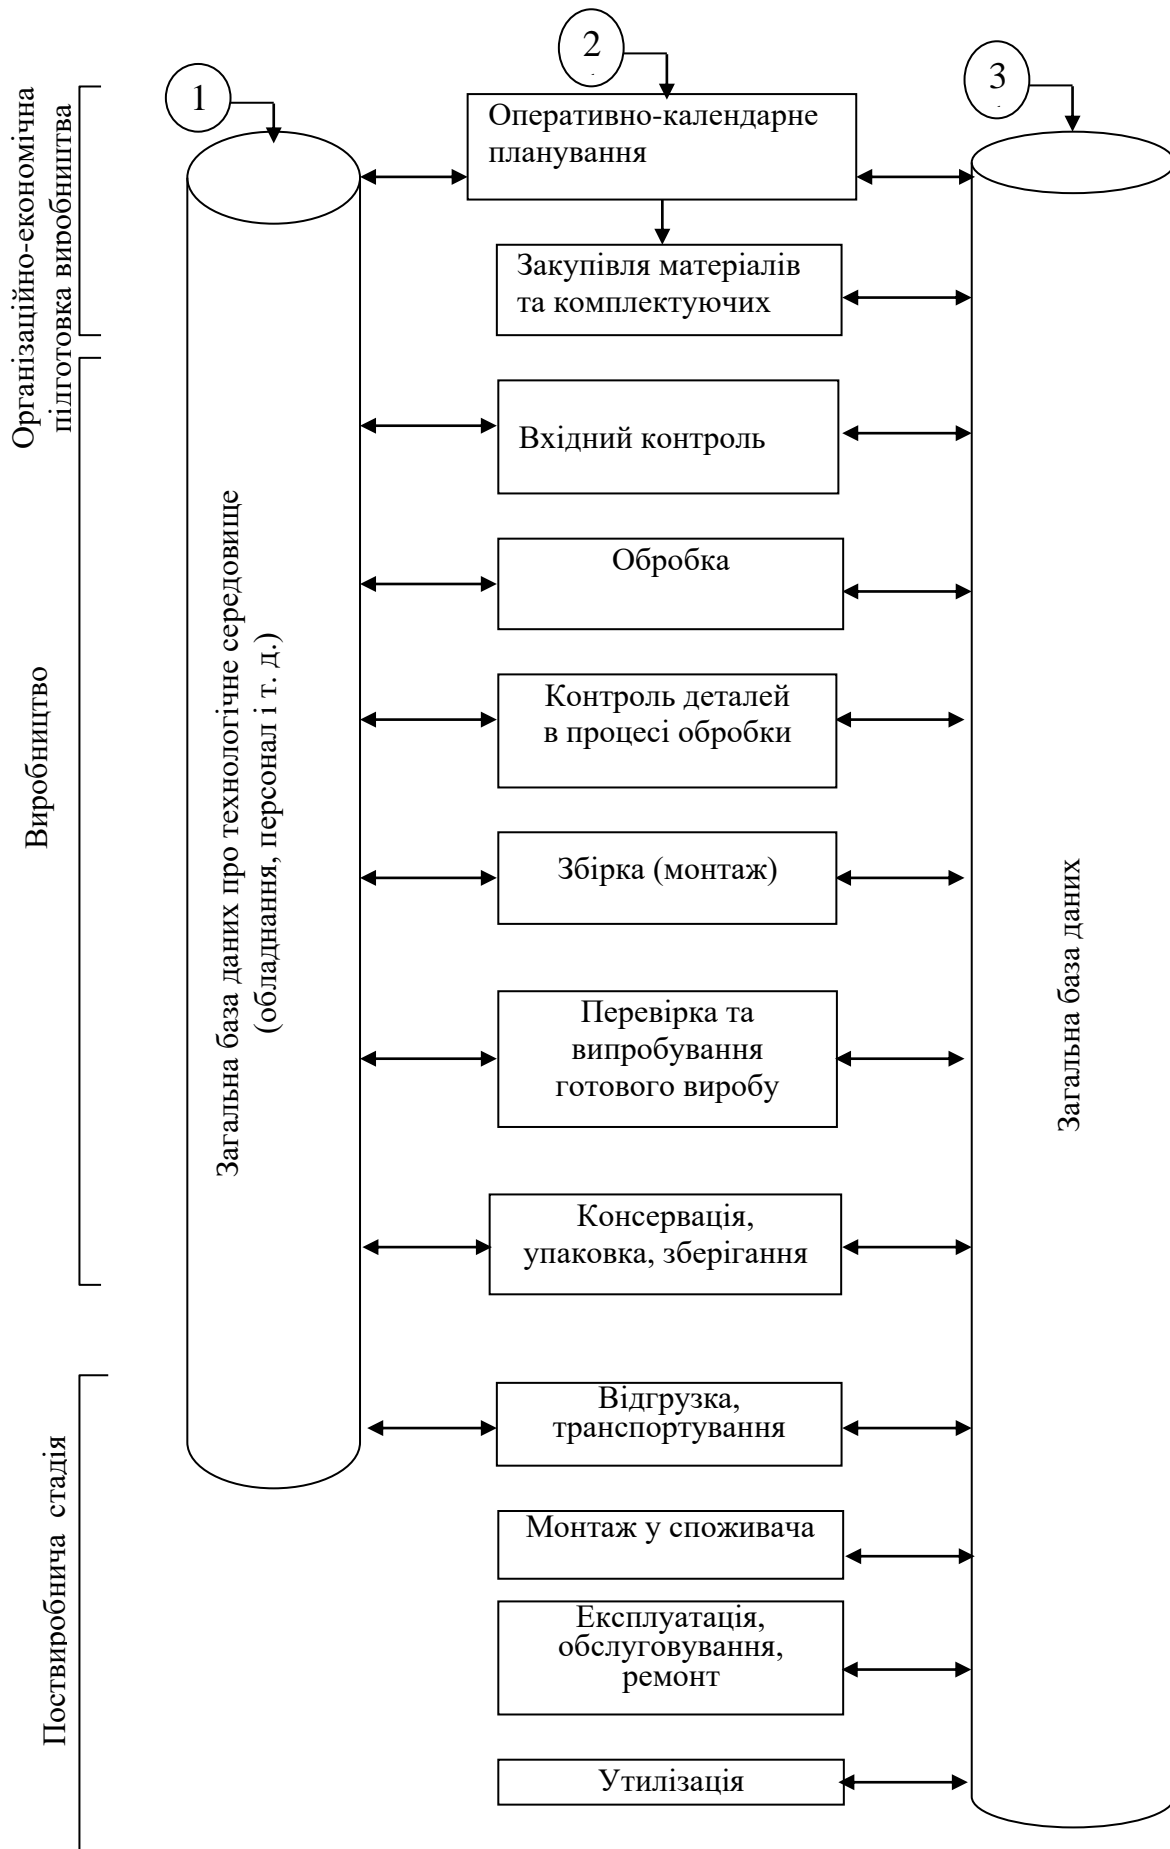 1
2
3
Організаційно-економічна
підготовка виробництва
Оперативно-календарне
планування
Закупівля матеріалів
та комплектуючих
Виробництво
Загальна база даних про технологічне середовище
(обладнання, персонал і т. д.)
Вхідний контроль
Обробка
Контроль деталей
в процесі обробки
Збірка (монтаж)
Перевірка та
випробування
готового виробу
Консервація,
упаковка, зберігання
Загальна база даних
Поствиробнича стадія
Відгрузка,
транспортування
Монтаж у споживача
Експлуатація,
обслуговування,
ремонт
Утилізація